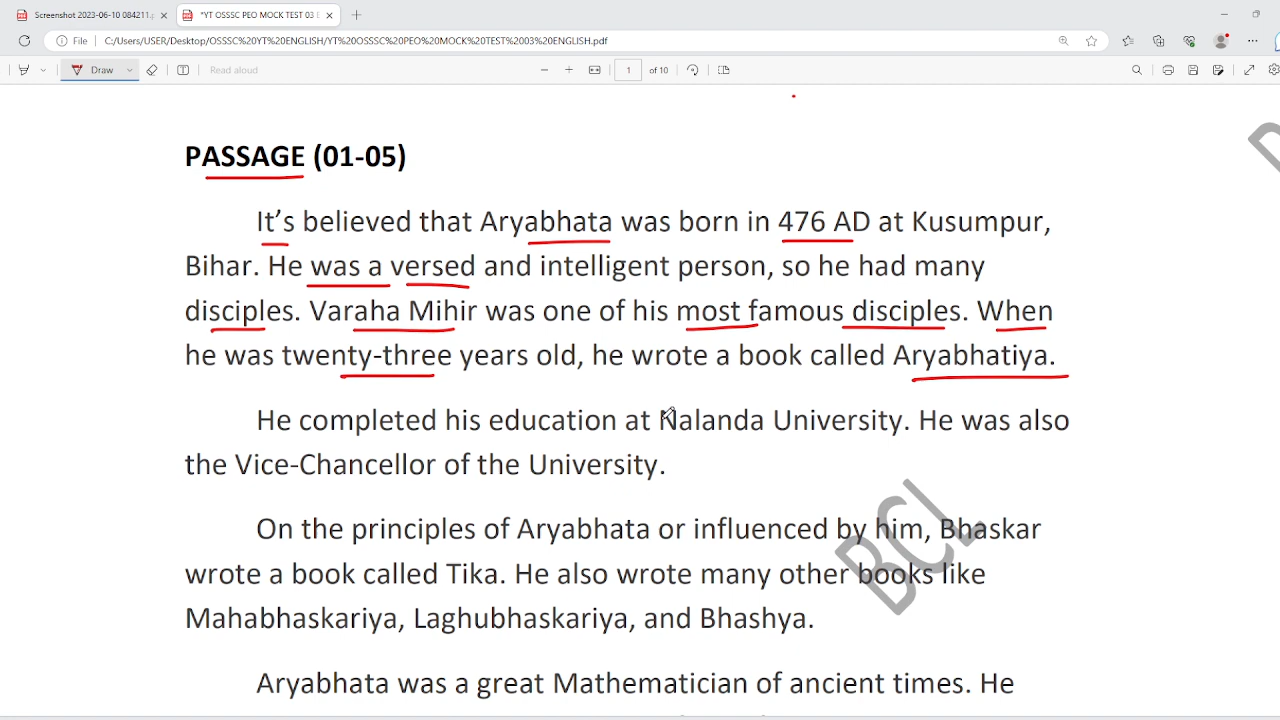 Screenshot 2023-06-10 084211
*YT OSSSC PEO MOCK TEST 03
File C:/Users/USER/Desktop/OSSSC%20YT%20ENGLISH/YT%20OSSSC%20PEO%20MOCK%20TEST%2003%20ENGLISH.pdf
Draw Read aloud 1 of 10
PASSAGE (01-05)
It's believed that Aryabhata was born in 476 AD at Kusumpur,
Bihar. He was a versed and intelligent person, so he had many
disciples. Varaha Mihir was one of his most famous disciples. When
he was twenty-three years old, he wrote a book called Aryabhatiya.
He completed his education at Nalanda University. He was also
the Vice-Chancellor of the University.
On the principles of Aryabhata or influenced by him, Bhaskar
wrote a book called Tika. He also wrote many other books like
Mahabhaskariya, Laghubhaskariya, and Bhashya.
Aryabhata was a great Mathematician of ancient times. He
BCL